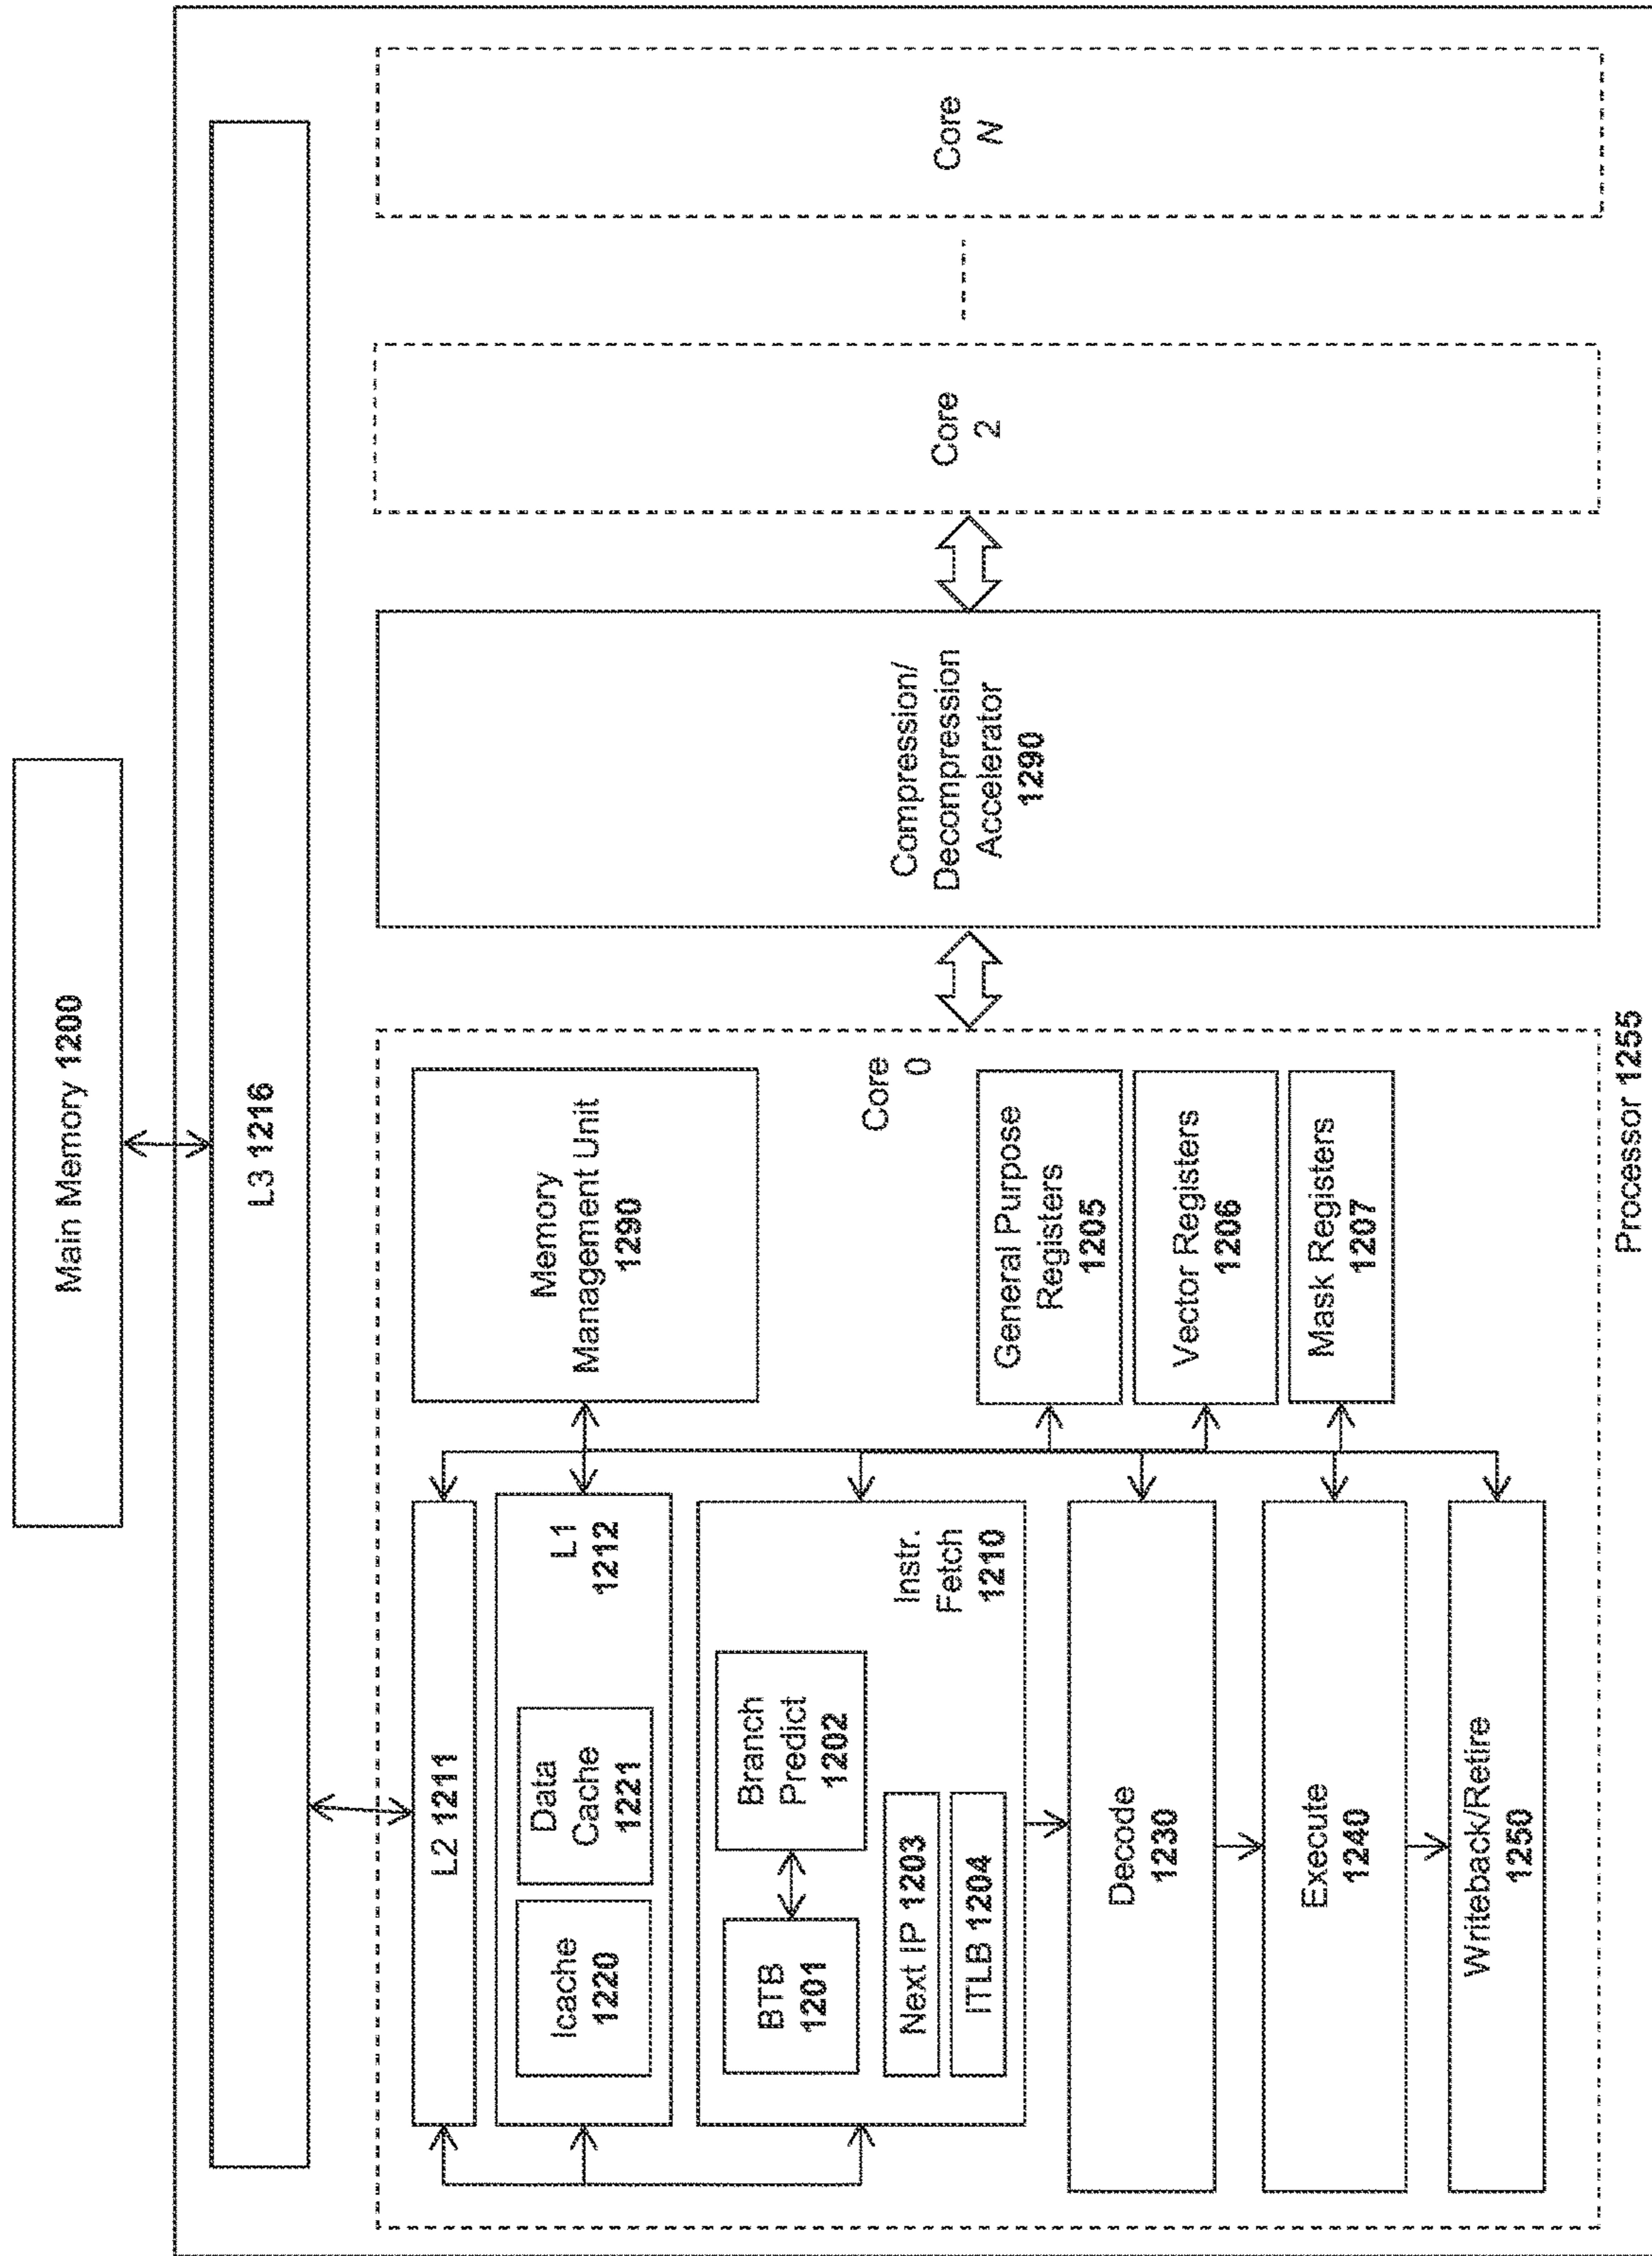 Main Memory 1200
L3 1216
L2 1211
Icache
1220
Data
Cache
1221
L1
1212
Memory
Management Unit
1290
BTB
1201
Branch
Predict
1202
Next IP 1203
ITLB 1204
Instr.
Fetch
1210
Core
0
General Purpose
Registers
1205
Vector Registers
1206
Mask Registers
1207
Decode
1230
Execute
1240
Writeback/Retire
1250
Compression/
Decompression
Accelerator
1290
Core
2
Core
N
Processor 1255